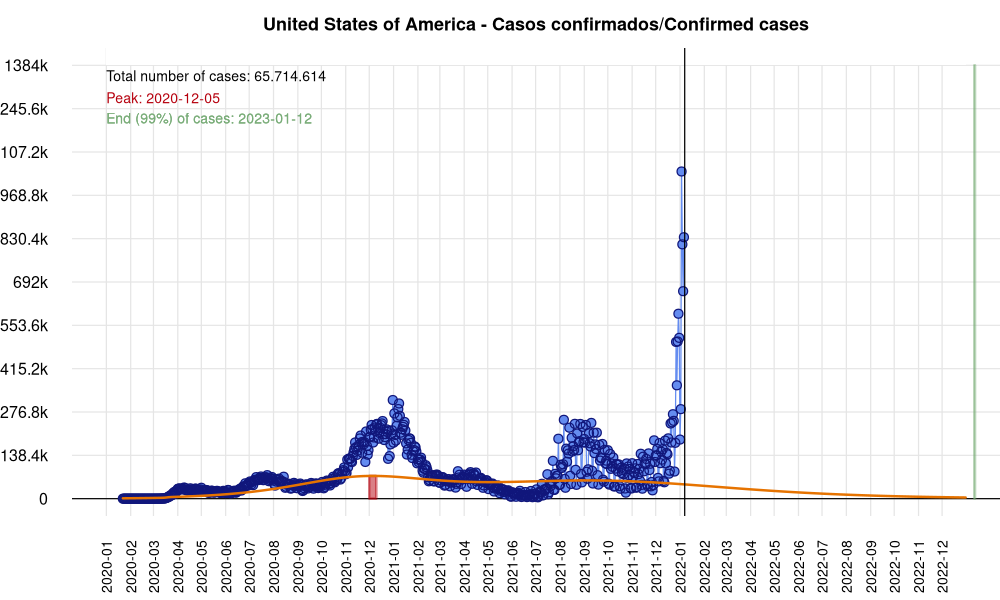 United States of America - Casos confirmados/Confirmed cases
Total number of cases: 65.714.614
Peak: 2020-12-05
End (99%) of cases: 2023-01-12
1384k
245.6k
107.2k
968.8k
830.4k
692k
553.6k
415.2k
276.8k
138.4k
0
2020-01
2020-02
2020-03
2020-04
2020-05
2020-06
2020-07
2020-08
2020-09
2020-10
2020-11
2020-12
2021-01
2021-02
2021-03
2021-04
2021-05
2021-06
2021-07
2021-08
2021-09
2021-10
2021-11
2021-12
2022-01
2022-02
2022-03
2022-04
2022-05
2022-06
2022-07
2022-08
2022-09
2022-10
2022-11
2022-12